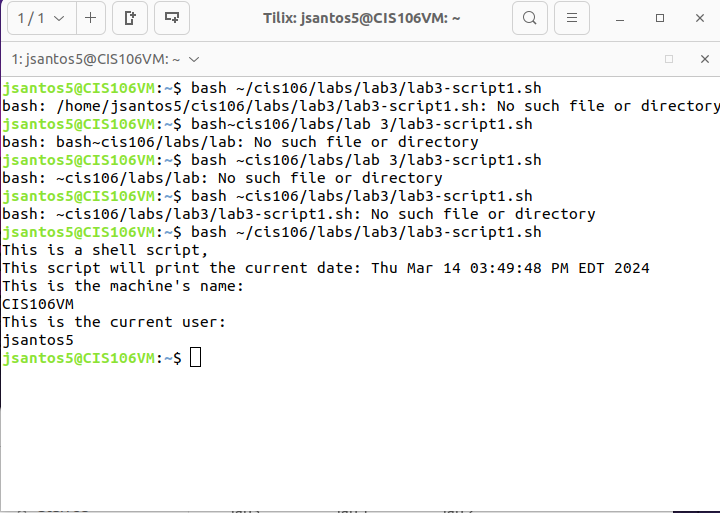 1 / 1
Tilix: jsantos5@CIS106VM: ~
1: jsantos5@CIS106VM: ~
jsantos5@CIS106VM:~$ bash ~/cis106/labs/lab3/lab3-script1.sh
bash: /home/jsantos5/cis106/labs/lab3/lab3-script1.sh: No such file or directory
jsantos5@CIS106VM:~$ bash~cis106/labs/lab 3/lab3-script1.sh
bash: bash~cis106/labs/lab: No such file or directory
jsantos5@CIS106VM:~$ bash ~cis106/labs/lab 3/lab3-script1.sh
bash: ~cis106/labs/lab: No such file or directory
jsantos5@CIS106VM:~$ bash ~cis106/labs/lab3/lab3-script1.sh
bash: ~cis106/labs/lab3/lab3-script1.sh: No such file or directory
jsantos5@CIS106VM:~$ bash ~/cis106/labs/lab3/lab3-script1.sh
This is a shell script,
This script will print the current date: Thu Mar 14 03:49:48 PM EDT 2024
This is the machine's name:
CIS106VM
This is the current user:
jsantos5
jsantos5@CIS106VM:~$